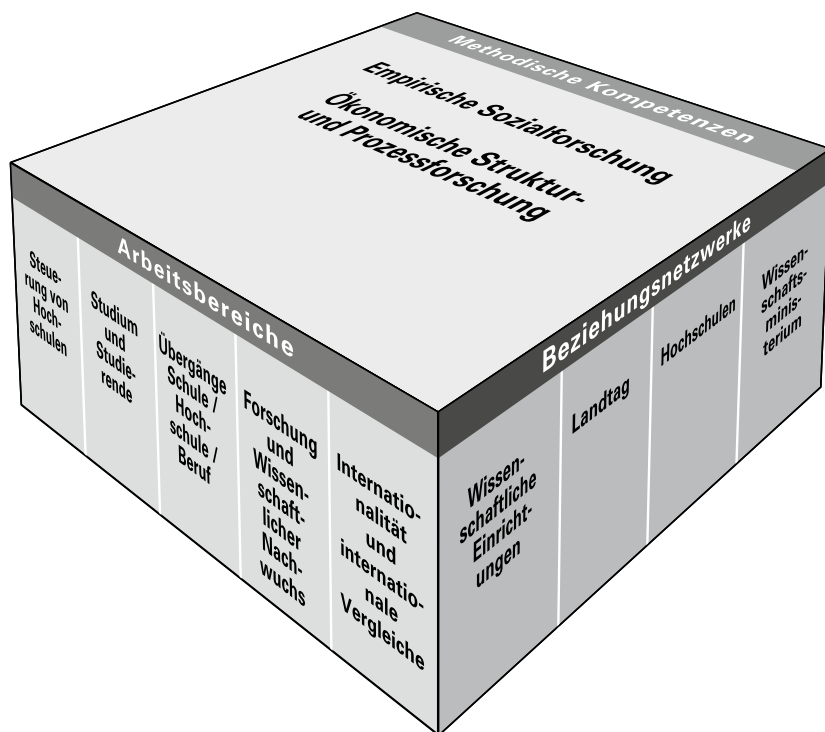 Methodische Kompetenzen
Empirische Sozialforschung
Ökonomische Struktur-
und Prozessforschung
Arbeitsbereiche
Steue-
rung von
Hoch-
schulen
Studium
und
Studie-
rende
Übergänge
Schule /
Hoch-
schule /
Beruf
Forschung
und
Wissen-
schaft-
licher
Nach-
wuchs
Internatio-
nalität
und
internatio-
nale
Vergleiche
Beziehungsnetzwerke
Wissen-
schaftliche
Einricht-
ungen
Landtag
Hochschulen
Wissen-
schafts-
minis-
terium